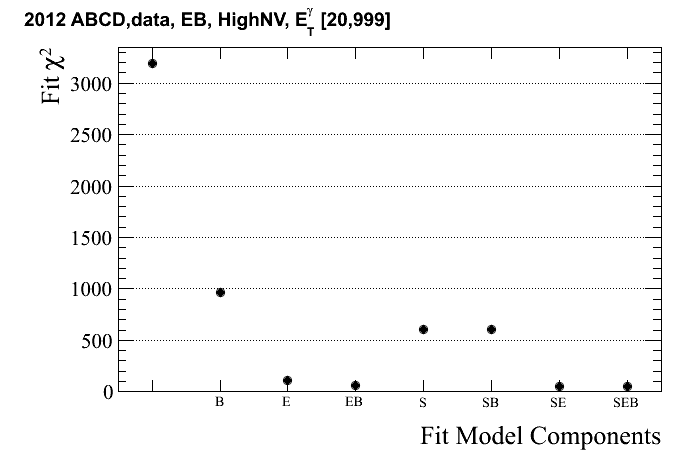 2012 ABCD,data, EB, HighNV, E_T^γ [20,999]
Fit χ²
3000
2500
2000
1500
1000
500
0
B E EB S SB SE SEB
Fit Model Components